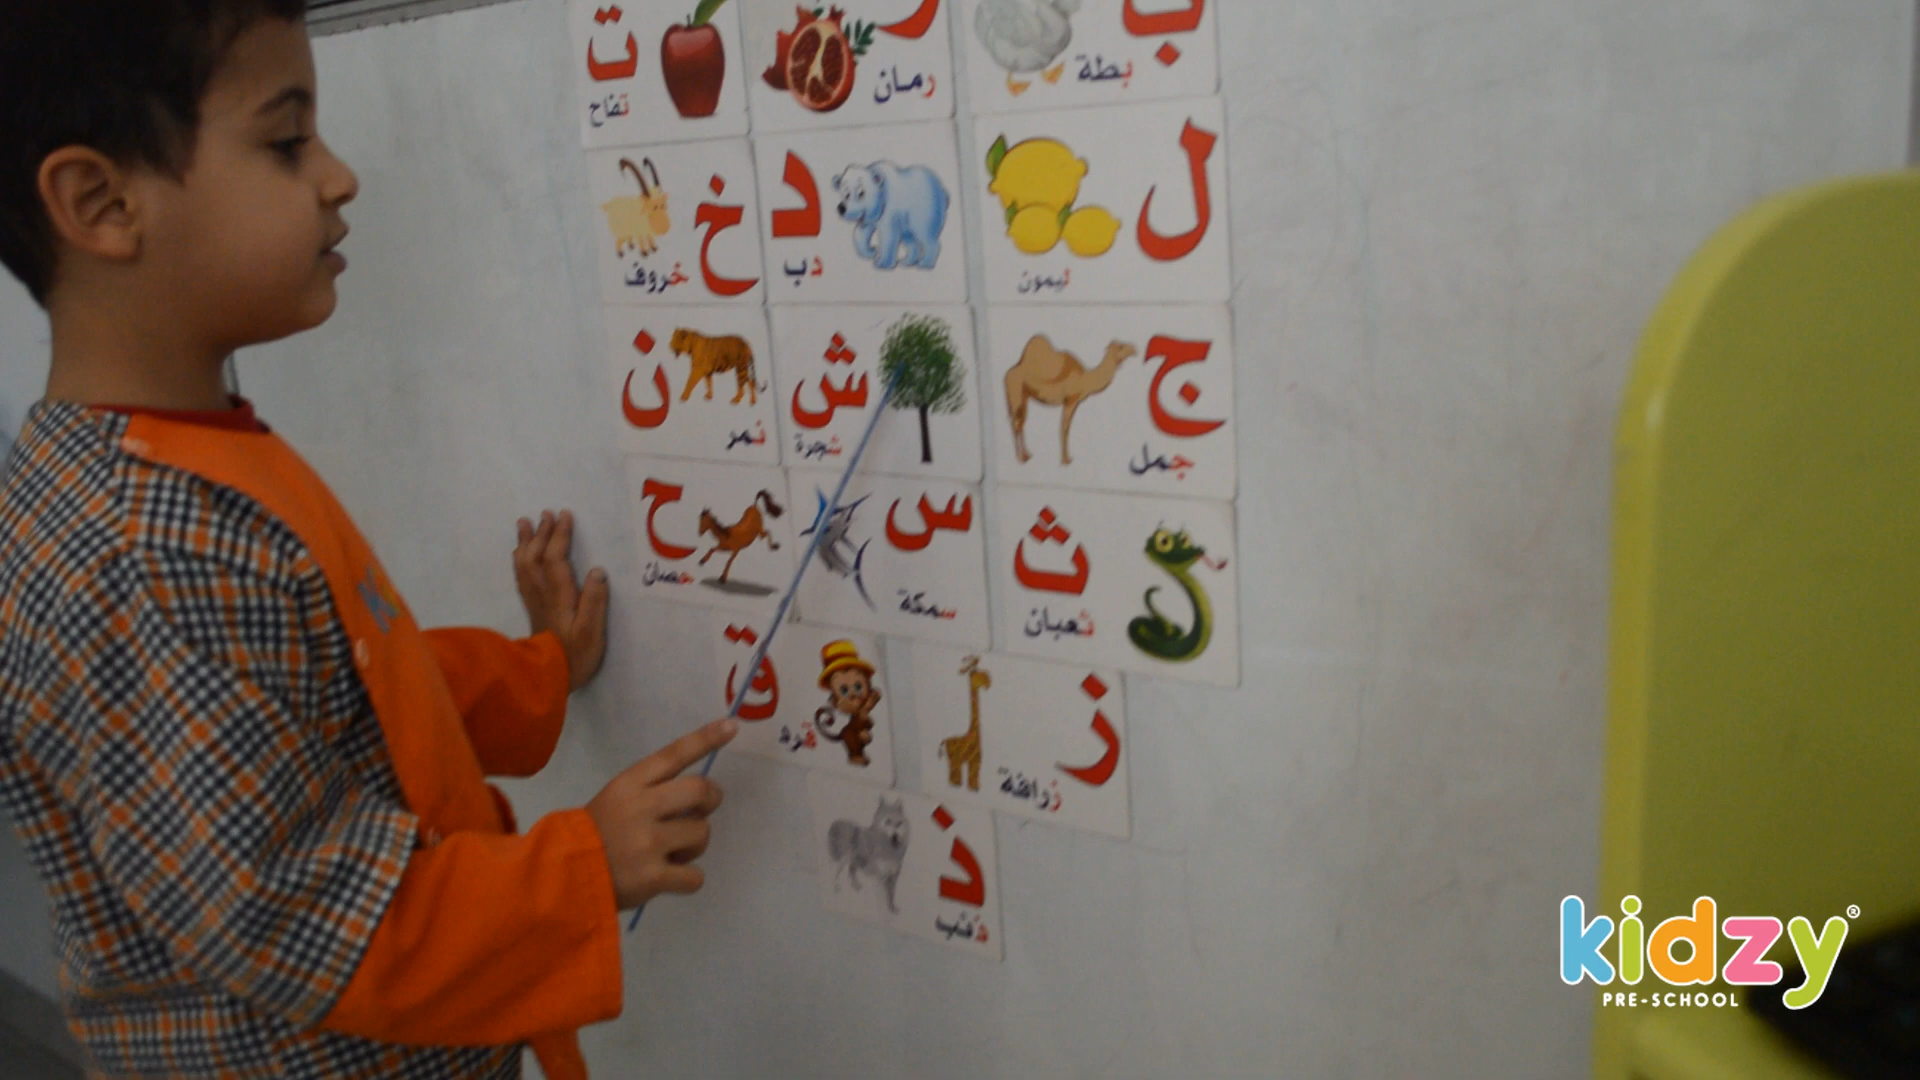 ب
بطة
ر
رمان
ت
تفاح
ل
ليمون
د
دب
خ
خروف
ج
جمل
ش
شجرة
ن
نمر
ث
ثعبان
س
سمكة
ح
حصان
ز
زرافة
ق
قرد
ذ
ذئب
kidzy®
PRE-SCHOOL